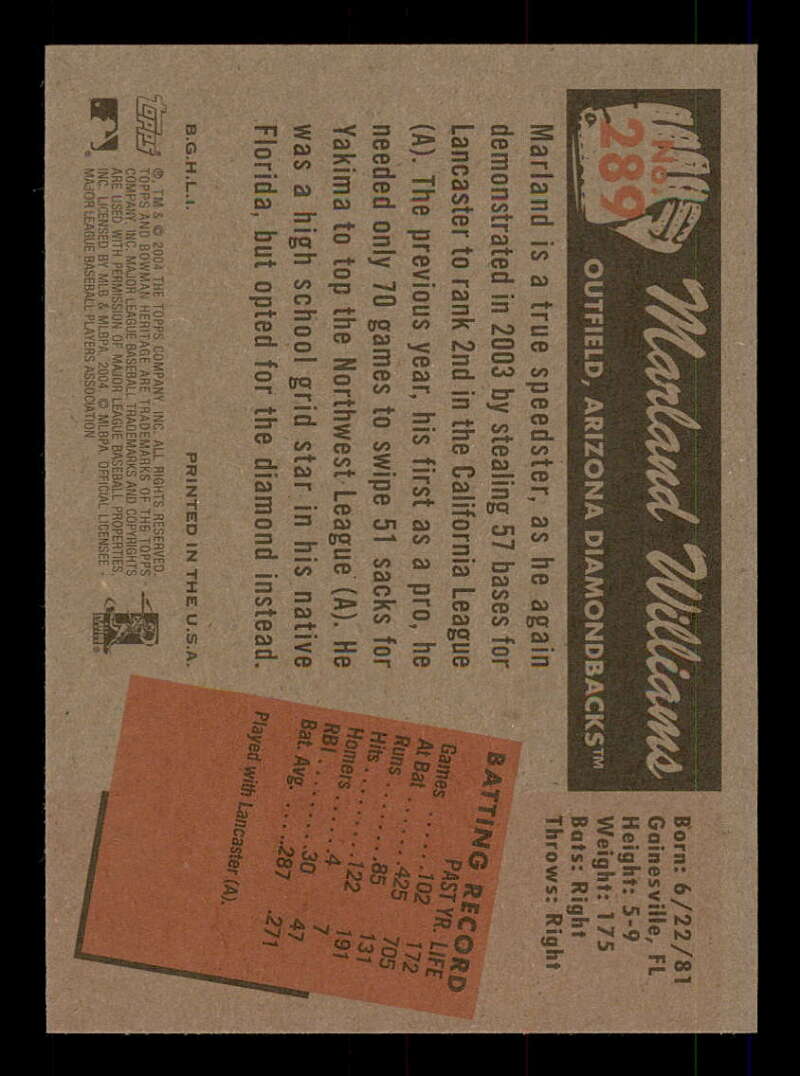 No.
289
Marland Williams
OUTFIELD, ARIZONA DIAMONDBACKS™
Born: 6/22/81
Gainesville, FL
Height: 5-9
Weight: 175
Bats: Right
Throws: Right
Marland is a true speedster, as he again
demonstrated in 2003 by stealing 57 bases for
Lancaster to rank 2nd in the California League
(A). The previous year, his first as a pro, he
needed only 70 games to swipe 51 sacks for
Yakima to top the Northwest League (A). He
was a high school grid star in his native
Florida, but opted for the diamond instead.
BATTING RECORD
PAST YR. LIFE
Games ......102 172
At Bat .......425 705
Runs ........85 131
Hits .........122 191
Homers......4 7
RBI .........30 47
Bat. Avg. .....287 .271
Played with Lancaster (A).
B.G.H.L.I. PRINTED IN THE U.S.A.
Topps
® TM & © 2004 THE TOPPS COMPANY, INC. ALL RIGHTS RESERVED.
TOPPS AND BOWMAN HERITAGE ARE TRADEMARKS OF THE TOPPS
COMPANY, INC. MAJOR LEAGUE BASEBALL TRADEMARKS AND COPYRIGHTS
ARE USED WITH PERMISSION OF MAJOR LEAGUE BASEBALL PROPERTIES,
INC. LICENSED BY MLB & MLBPA, 2004. © MLBPA. OFFICIAL LICENSEE -
MAJOR LEAGUE BASEBALL PLAYERS ASSOCIATION